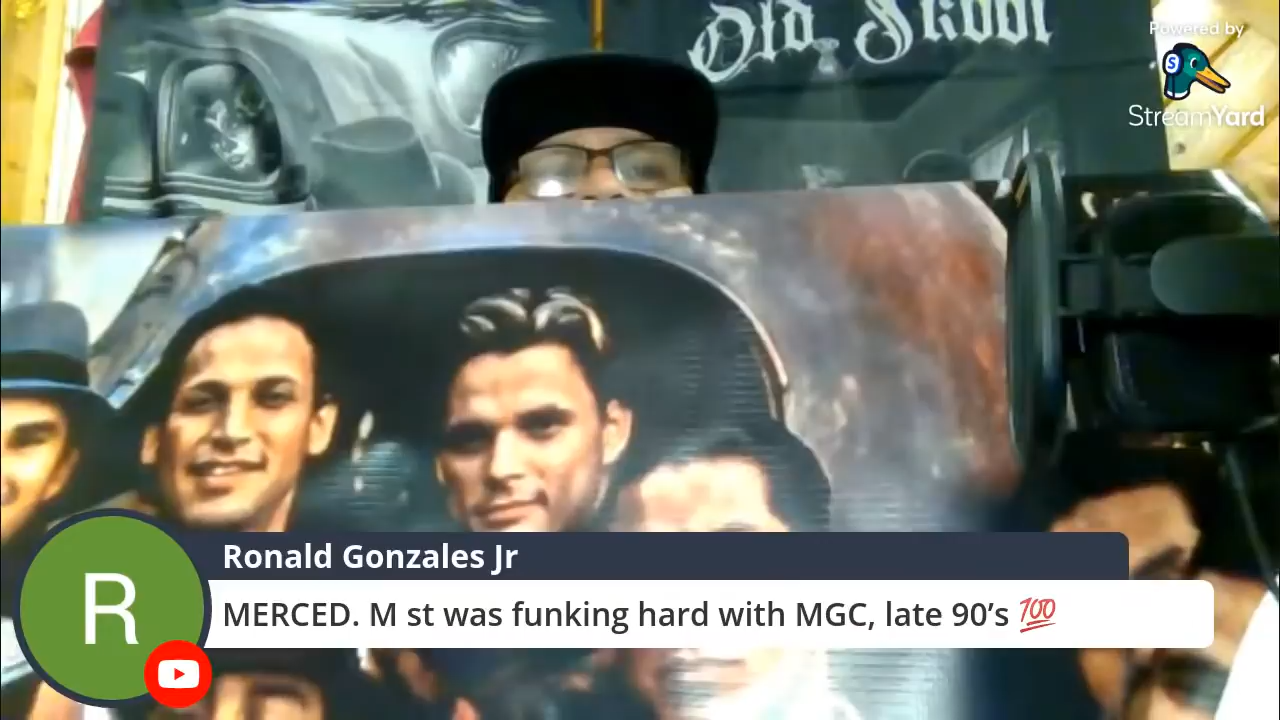 Old Skool
Powered by
S
StreamYard
R
Ronald Gonzales Jr
MERCED. M st was funking hard with MGC, late 90’s 💯